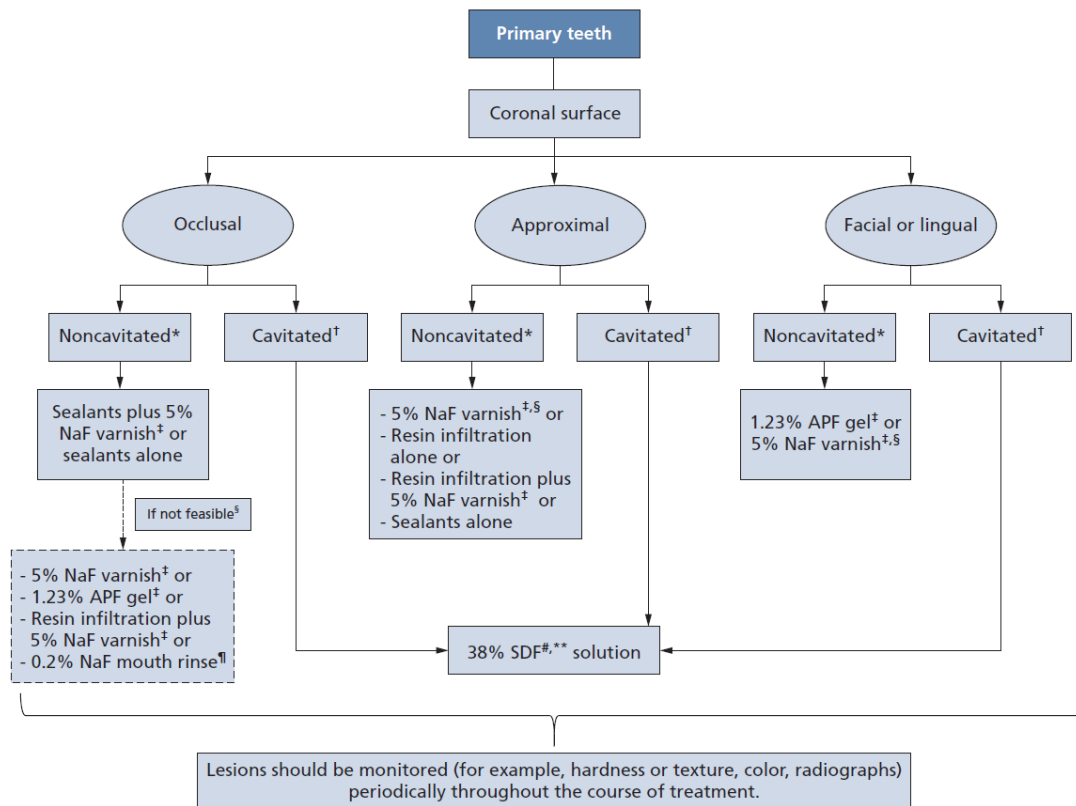 Primary teeth
Coronal surface
Occlusal
Approximal
Facial or lingual
Noncavitated*
Cavitated†
Noncavitated*
Cavitated†
Noncavitated*
Cavitated†
Sealants plus 5%
NaF varnish‡ or
sealants alone
- 5% NaF varnish‡,§ or
- Resin infiltration
alone or
- Resin infiltration plus
5% NaF varnish‡ or
- Sealants alone
1.23% APF gel‡ or
5% NaF varnish‡,§
If not feasible§
- 5% NaF varnish‡ or
- 1.23% APF gel‡ or
- Resin infiltration plus
5% NaF varnish‡ or
- 0.2% NaF mouth rinse¶
38% SDF#,** solution
Lesions should be monitored (for example, hardness or texture, color, radiographs)
periodically throughout the course of treatment.